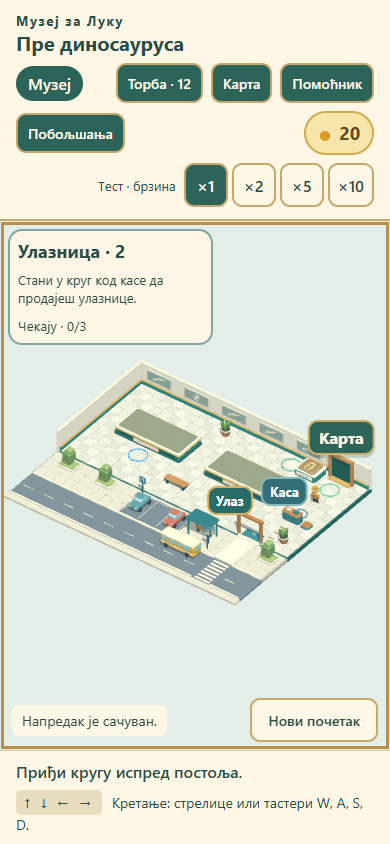 Музеј за Луку
Пре диносауруса
Музеј
Торба · 12
Карта
Помоћник
Побољшања
20
Тест · брзина
×1
×2
×5
×10
Улазница · 2
Стани у круг код касе да
продајеш улазнице.
Чекају · 0/3
Карта
Каса
Улаз
Напредак је сачуван.
Нови почетак
Приђи кругу испред постоља.
↑ ↓ ← → Кретање: стрелице или тастери W, A, S,
D.